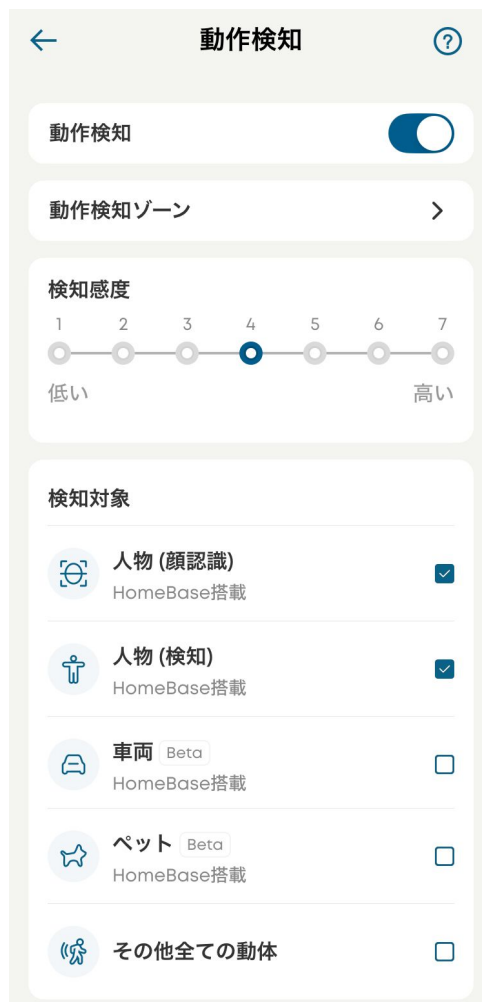 動作検知
動作検知
動作検知ゾーン
検知感度
1 2 3 4 5 6 7
低い 高い
検知対象
人物 (顔認識)
HomeBase搭載
人物 (検知)
HomeBase搭載
車両 Beta
HomeBase搭載
ペット Beta
HomeBase搭載
その他全ての動体